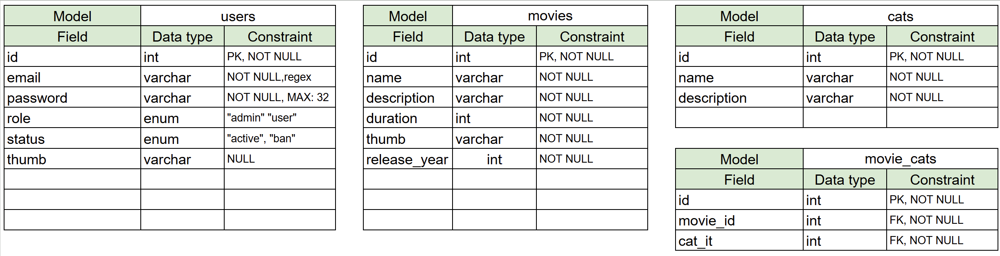 Model users
Field Data type Constraint
id int PK, NOT NULL
email varchar NOT NULL,regex
password varchar NOT NULL, MAX: 32
role enum "admin" "user"
status enum "active", "ban"
thumb varchar NULL
Model movies
Field Data type Constraint
id int PK, NOT NULL
name varchar NOT NULL
description varchar NOT NULL
duration int NOT NULL
thumb varchar NOT NULL
release_year int NOT NULL
Model cats
Field Data type Constraint
id int PK, NOT NULL
name varchar NOT NULL
description varchar NOT NULL
Model movie_cats
Field Data type Constraint
id int PK, NOT NULL
movie_id int FK, NOT NULL
cat_it int FK, NOT NULL